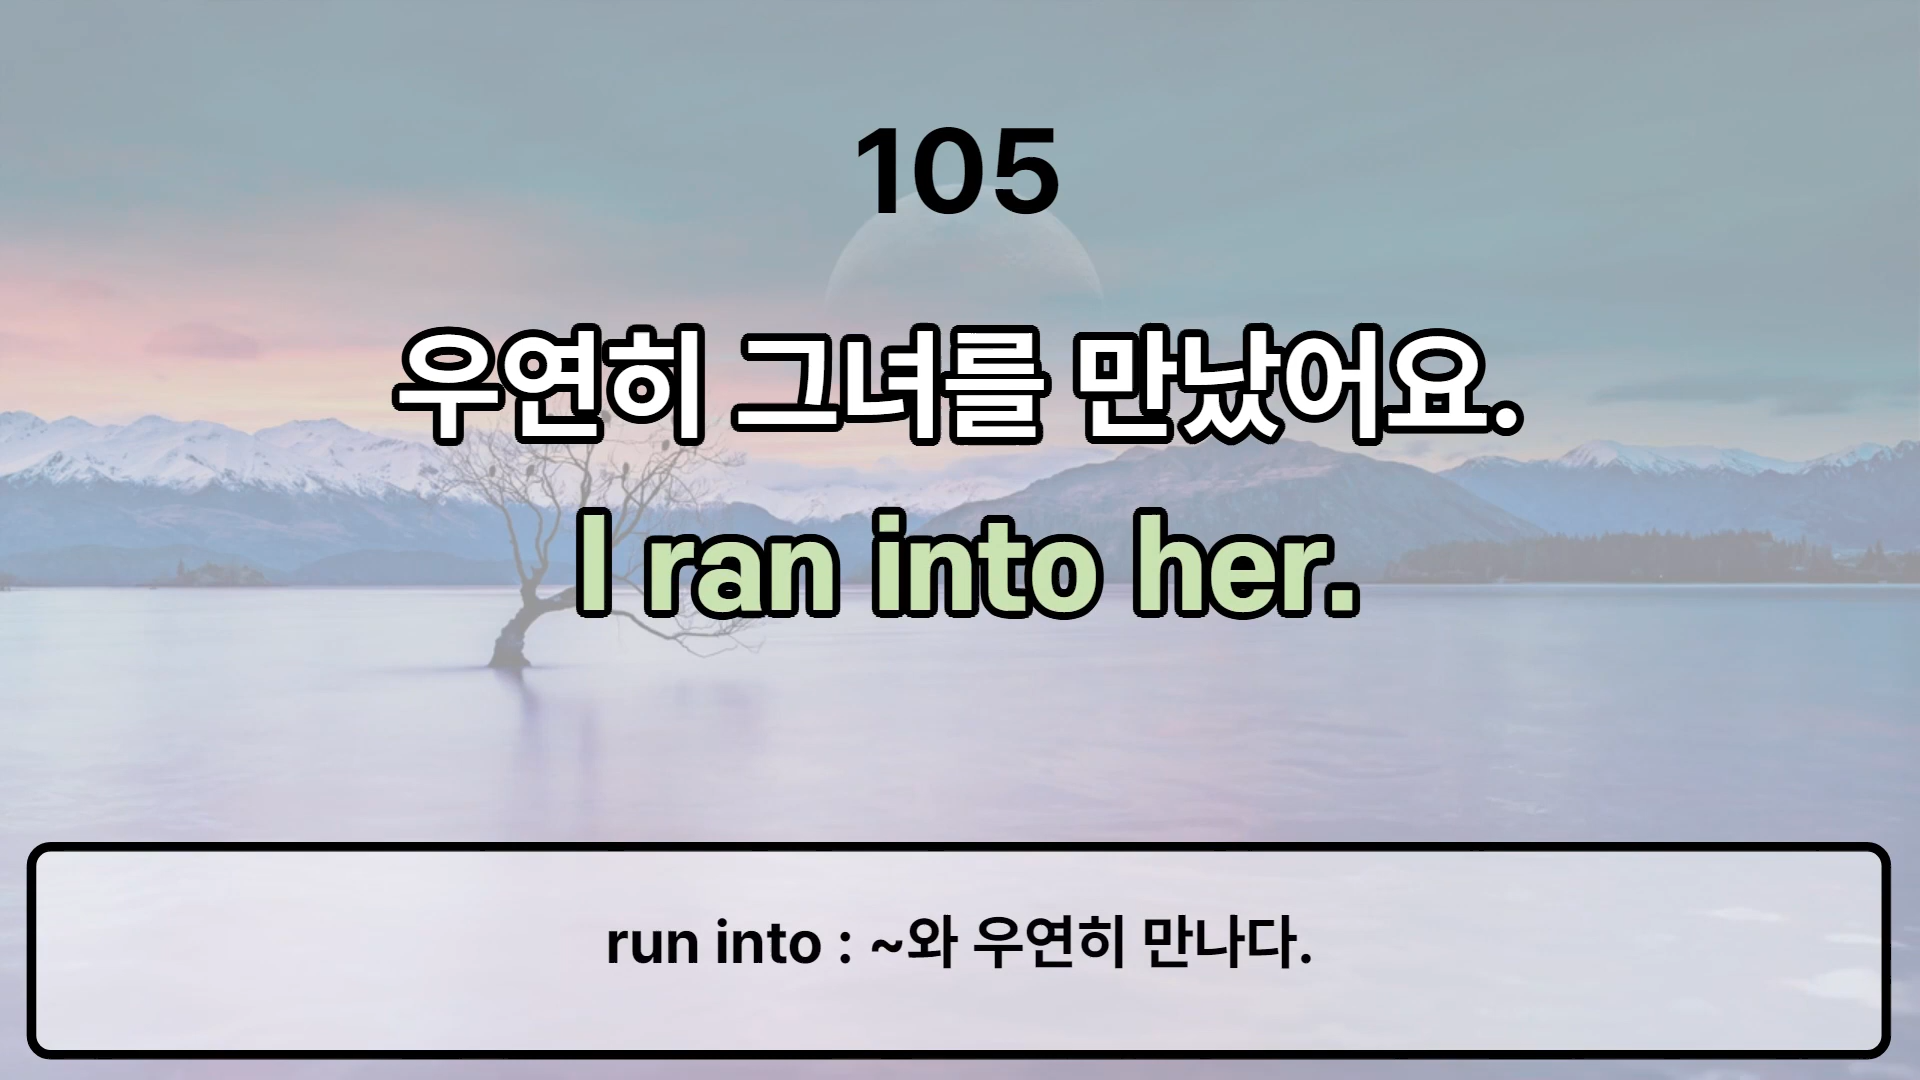 105
우연히 그녀를 만났어요.
I ran into her.
run into : ~와 우연히 만나다.